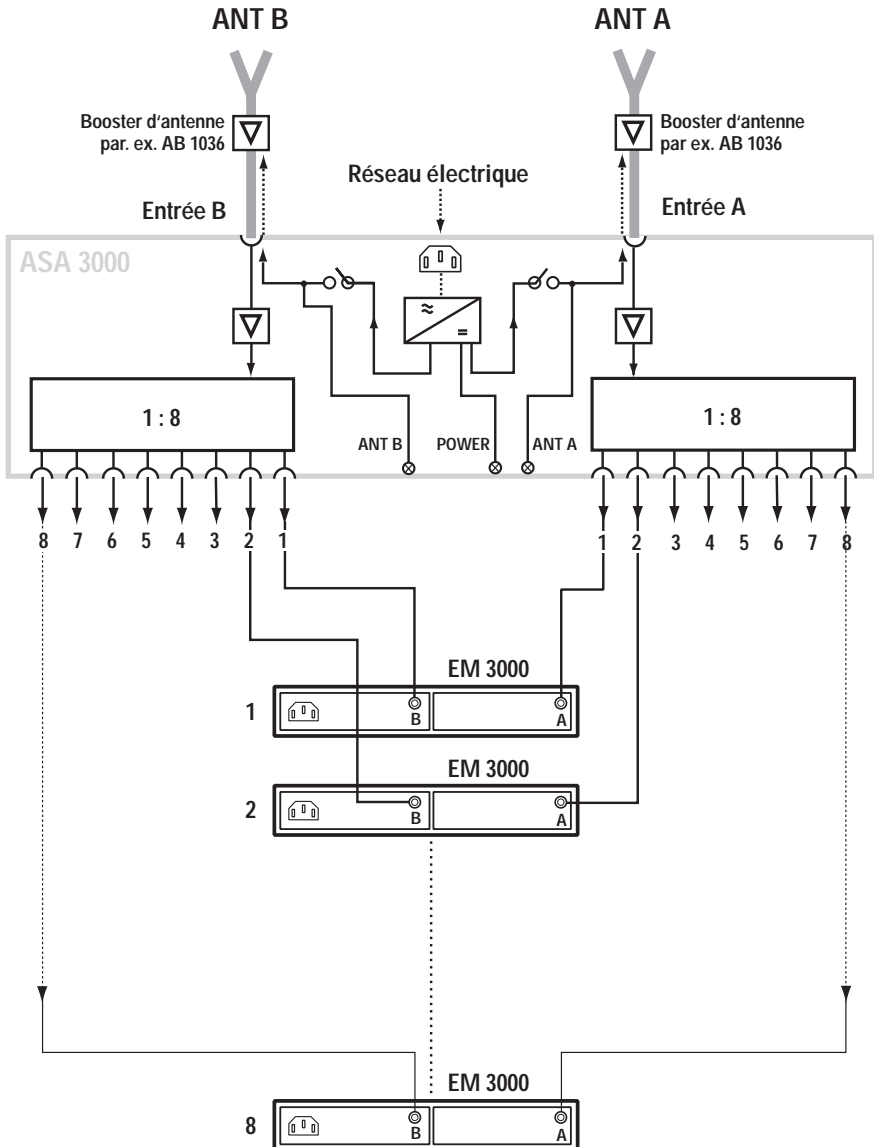 ANT B
ANT A
Booster d‘antenne
par. ex. AB 1036
Booster d‘antenne
par ex. AB 1036
Réseau électrique
Entrée B
Entrée A
ASA 3000
≈
=
1 : 8
1 : 8
ANT B
POWER
ANT A
8 7 6 5 4 3 2 1
1 2 3 4 5 6 7 8
EM 3000
1
B
A
EM 3000
2
B
A
EM 3000
8
B
A